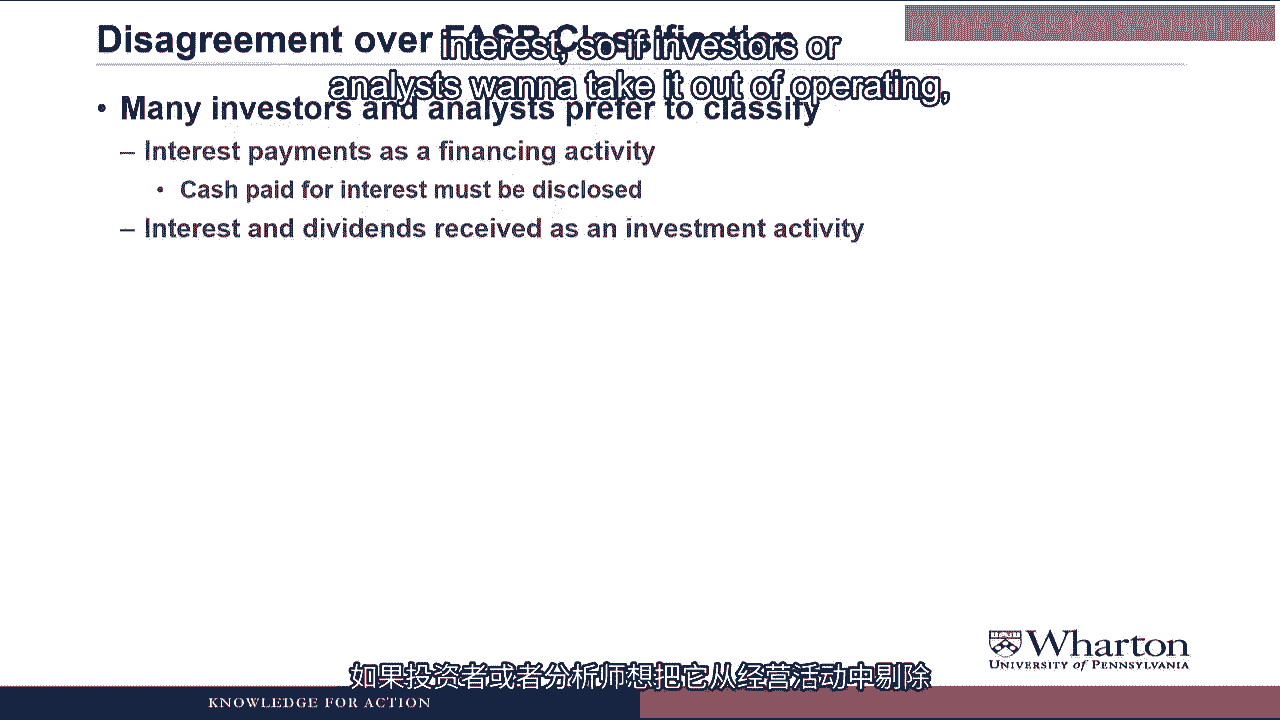 Disagreement over FASB Classification
interest, so if investors or
analysts wanna take it out of operating,
• Many investors and analysts prefer to classify
– Interest payments as a financing activity
• Cash paid for interest must be disclosed
– Interest and dividends received as an investment activity
Wharton
UNIVERSITY of PENNSYLVANIA
如果投资者或者分析师想把它从经营活动中剔除
KNOWLEDGE FOR ACTION